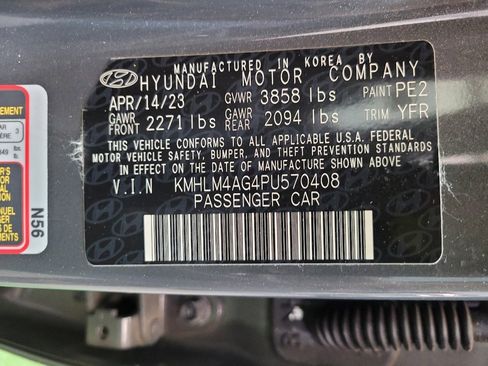 MANUFACTURED IN KOREA BY
HYUNDAI MOTOR COMPANY
APR/14/23 GVWR 3858 lbs PAINT PE2
GAWR FRONT 2271 lbs GAWR REAR 2094 lbs TRIM YFR
THIS VEHICLE CONFORMS TO ALL APPLICABLE U.S.A. FEDERAL
MOTOR VEHICLE SAFETY, BUMPER, AND THEFT PREVENTION STANDARDS
IN EFFECT ON THE DATE OF MANUFACTURE SHOWN ABOVE.
V.I.N KMHLM4AG4PU570408
PASSENGER CAR
N56
3